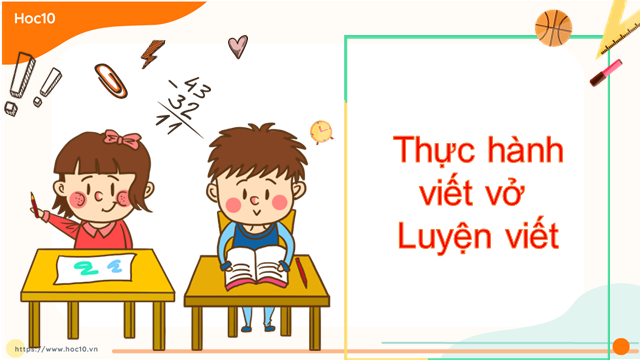 Hoc10
- 43
32
11
Thực hành
viết vở
Luyện viết
https://www.hoc10.vn